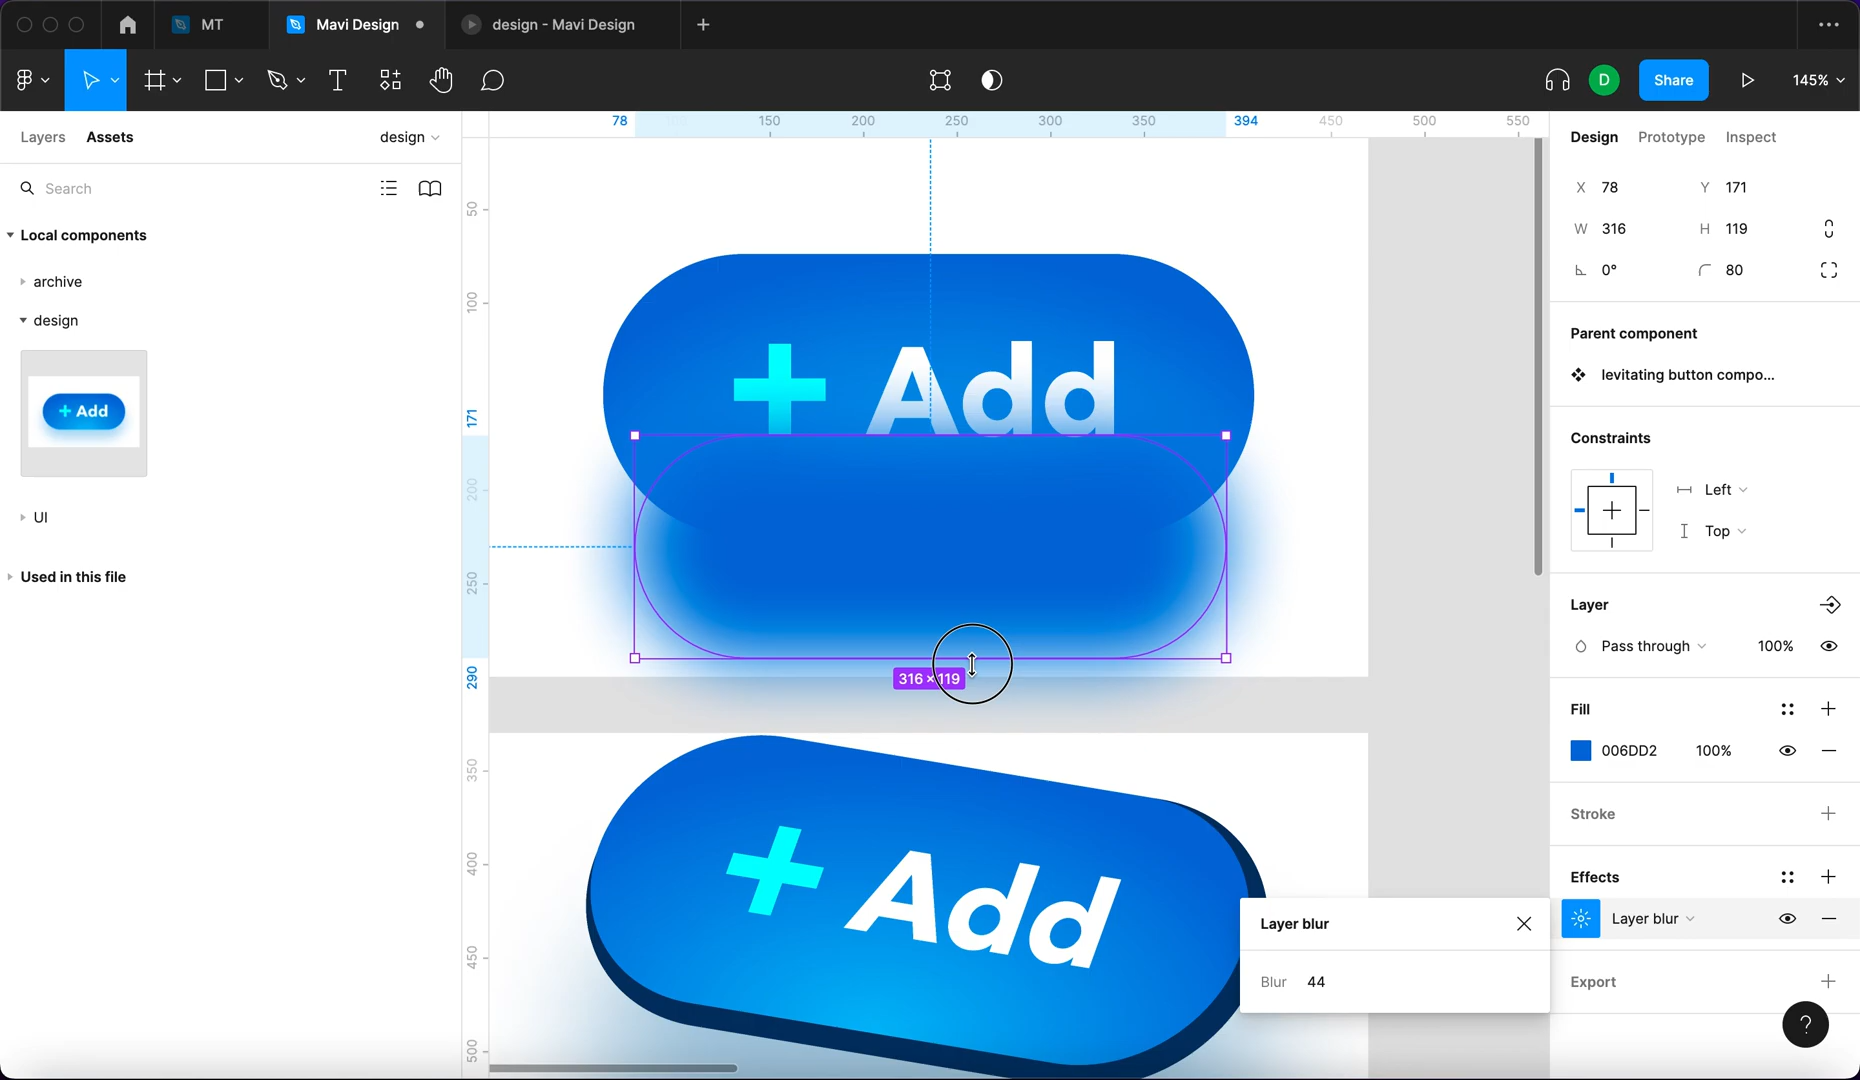 MT
Mavi Design
design - Mavi Design
D
Share
145%
Layers
Assets
design
Search
Local components
archive
design
+ Add
UI
Used in this file
78
150
200
250
300
350
394
450
500
550
50
100
171
200
250
290
350
400
450
500
+ Add
316 × 119
+ Add
Design
Prototype
Inspect
X 78
Y 171
W 316
H 119
0°
80
Parent component
levitating button compo...
Constraints
Left
Top
Layer
Pass through
100%
Fill
006DD2
100%
Stroke
Effects
Layer blur
Export
Layer blur
Blur 44
?